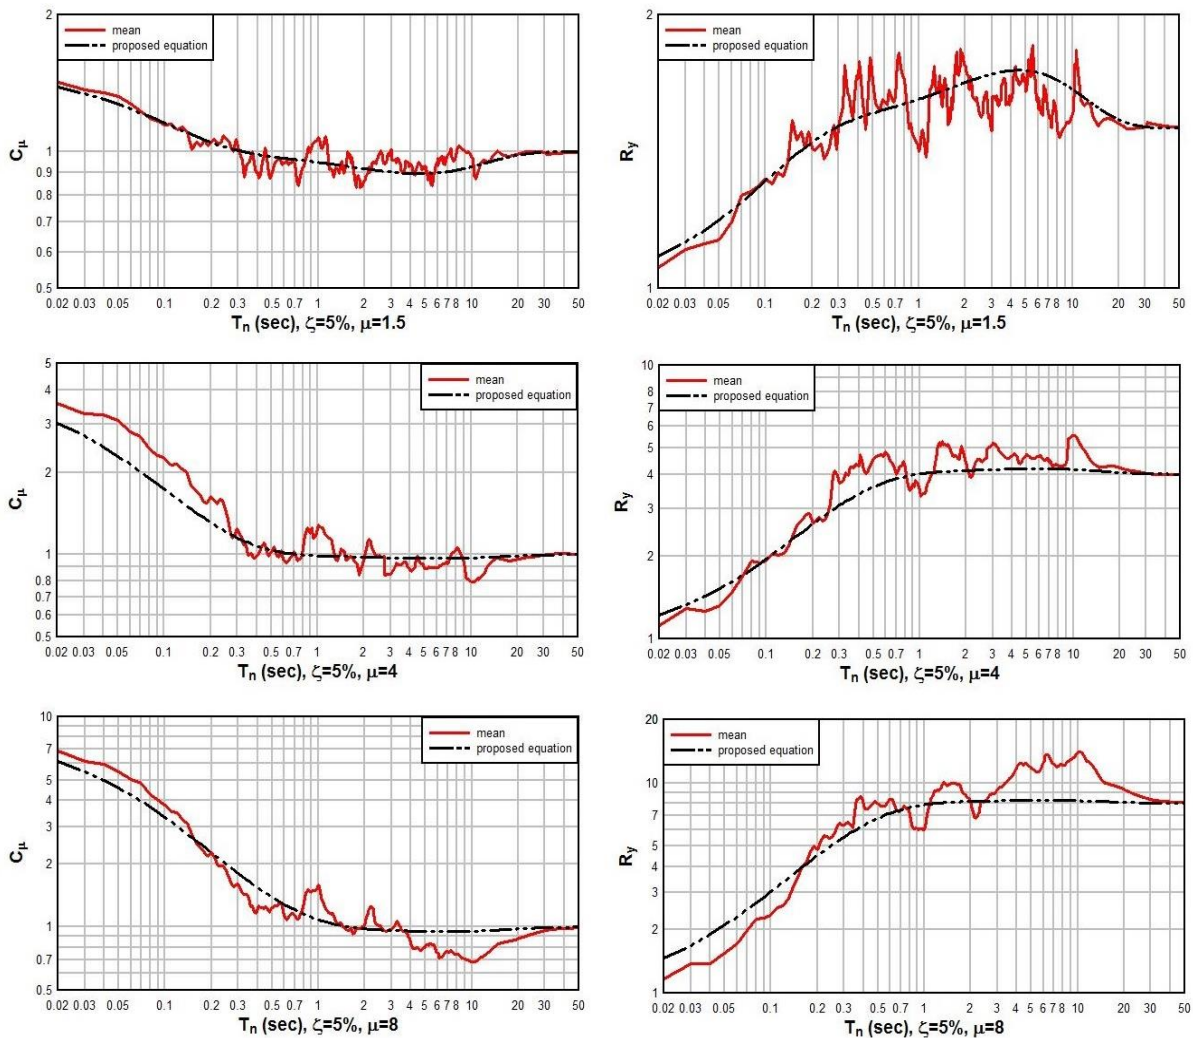 2
mean
proposed equation
Cμ
1
0.9
0.8
0.7
0.6
0.5
0.02 0.03 0.05 0.1 0.2 0.3 0.5 0.7 1 2 3 4 5 6 7 8 10 20 30 50
Tn (sec), ζ=5%, μ=1.5
2
mean
proposed equation
Ry
1
0.02 0.03 0.05 0.1 0.2 0.3 0.5 0.7 1 2 3 4 5 6 7 8 10 20 30 50
Tn (sec), ζ=5%, μ=1.5
5
mean
proposed equation
4
3
2
Cμ
1
0.8
0.7
0.6
0.5
0.02 0.03 0.05 0.1 0.2 0.3 0.5 0.7 1 2 3 4 5 6 7 8 10 20 30 50
Tn (sec), ζ=5%, μ=4
10
mean
proposed equation
8
7
5
4
Ry
3
2
1
0.02 0.03 0.05 0.1 0.2 0.3 0.5 0.7 1 2 3 4 5 6 7 8 10 20 30 50
Tn (sec), ζ=5%, μ=4
10
mean
proposed equation
7
5
4
3
Cμ
2
1
0.7
0.5
0.02 0.03 0.05 0.1 0.2 0.3 0.5 0.7 1 2 3 4 5 6 7 8 10 20 30 50
Tn (sec), ζ=5%, μ=8
20
mean
proposed equation
10
7
5
4
Ry
3
2
1
0.02 0.03 0.05 0.1 0.2 0.3 0.5 0.7 1 2 3 4 5 6 7 8 10 20 30 50
Tn (sec), ζ=5%, μ=8